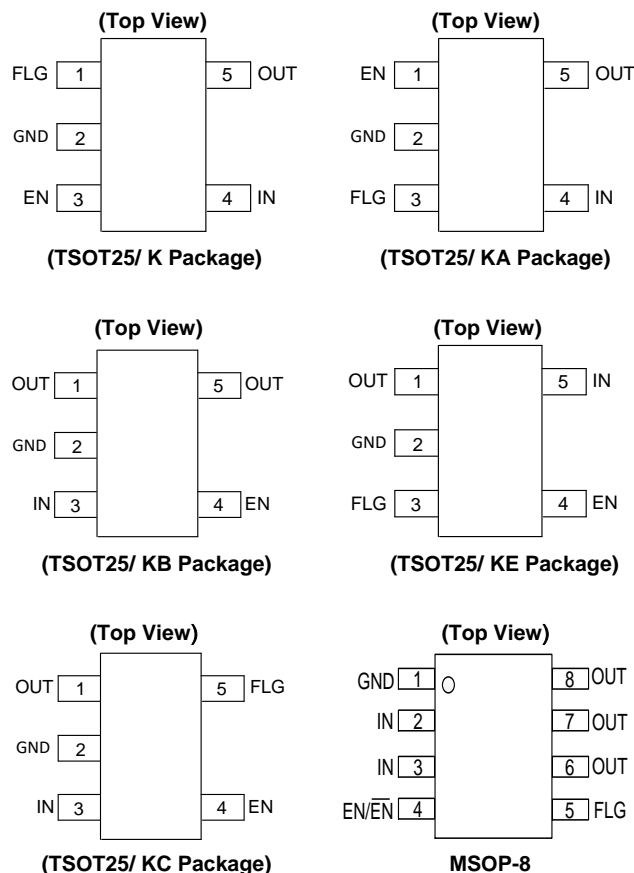 (Top View)
FLG 1 5 OUT
GND 2
EN 3 4 IN
(TSOT25/ K Package)
(Top View)
EN 1 5 OUT
GND 2
FLG 3 4 IN
(TSOT25/ KA Package)
(Top View)
OUT 1 5 OUT
GND 2
IN 3 4 EN
(TSOT25/ KB Package)
(Top View)
OUT 1 5 IN
GND 2
FLG 3 4 EN
(TSOT25/ KE Package)
(Top View)
OUT 1 5 FLG
GND 2
IN 3 4 EN
(TSOT25/ KC Package)
(Top View)
GND 1 8 OUT
IN 2 7 OUT
IN 3 6 OUT
EN/E̅N̅ 4 5 FLG
MSOP-8